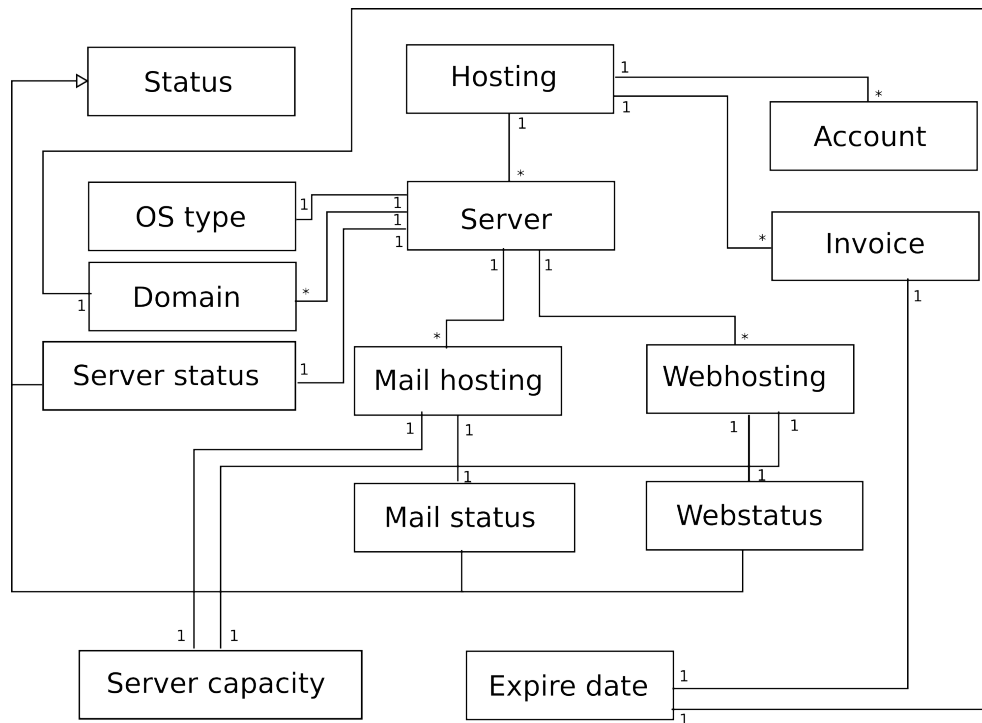 Status
Hosting
1
*
1
Account
1
*
OS type
1
1
Server
1
1
*
Invoice
Domain
*
1
1
1
1
Server status
1
*
*
Mail hosting
Webhosting
1
1
1
1
1
1
Mail status
Webstatus
1
1
Server capacity
Expire date
1
1